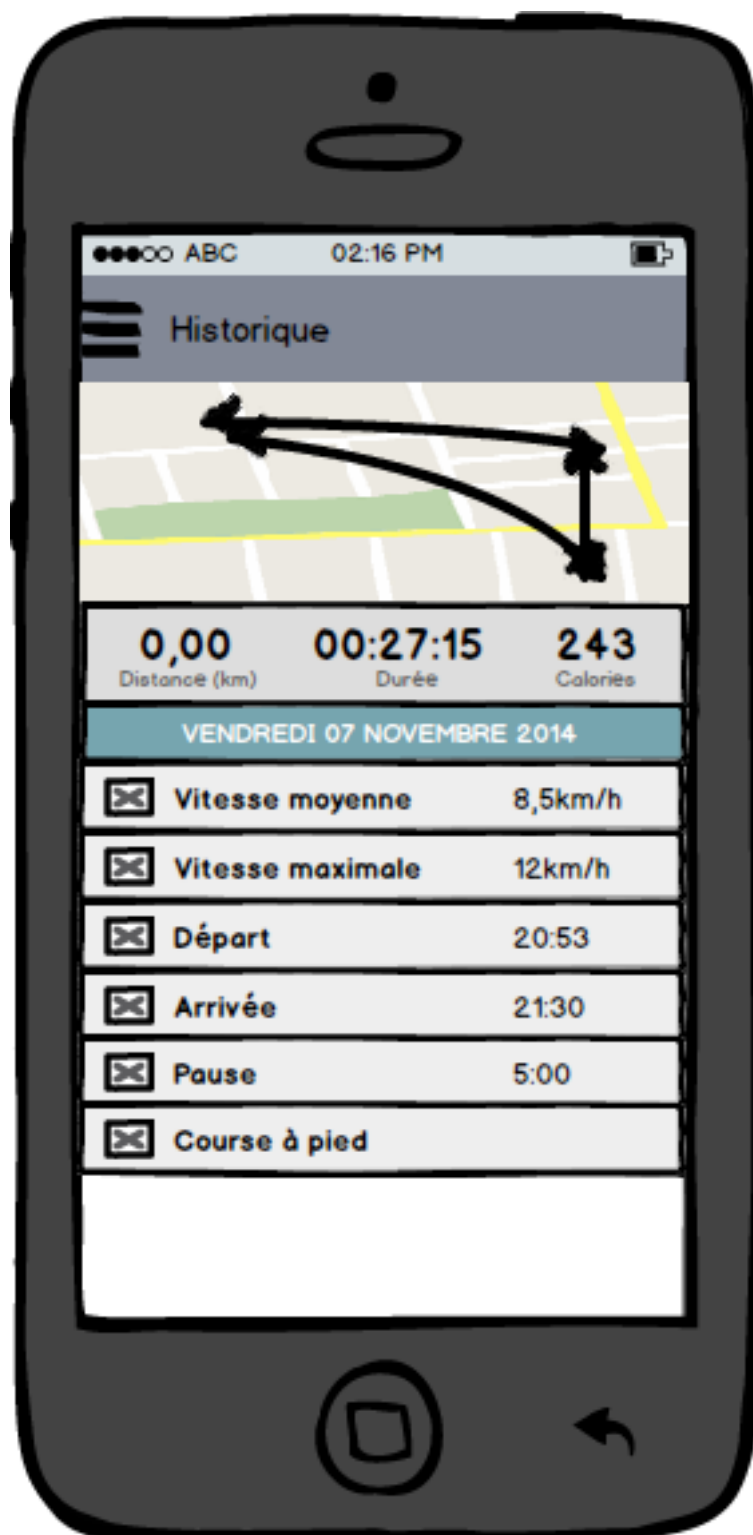 ABC 02:16 PM
Historique
0,00 00:27:15 243
Distance (km) Durée Calories
VENDREDI 07 NOVEMBRE 2014
Vitesse moyenne 8,5km/h
Vitesse maximale 12km/h
Départ 20:53
Arrivée 21:30
Pause 5:00
Course à pied